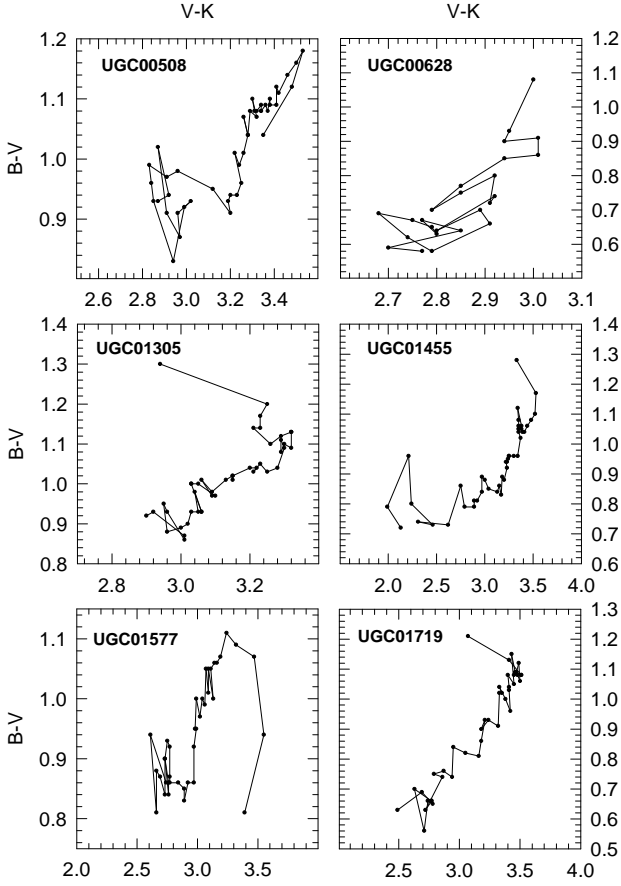 V-K V-K
1.2 1.2
UGC00508 UGC00628
1.1 1.1
1.0
1.0 0.9
0.8
0.9 0.7
0.6
B-V
2.6 2.8 3.0 3.2 3.4 2.7 2.8 2.9 3.0 3.1
1.4 1.4
UGC01305 UGC01455
1.3 1.3
1.2 1.2
1.1 1.1
1.0 1.0
0.9 0.9
0.8 0.8
0.7
0.6
B-V
2.8 3.0 3.2 2.0 2.5 3.0 3.5 4.0
1.3
UGC01577 UGC01719
1.2
1.1 1.1
1.0 1.0
0.9 0.9
0.8 0.8
0.7
0.6
0.5
B-V
2.0 2.5 3.0 3.5 2.5 3.0 3.5 4.0